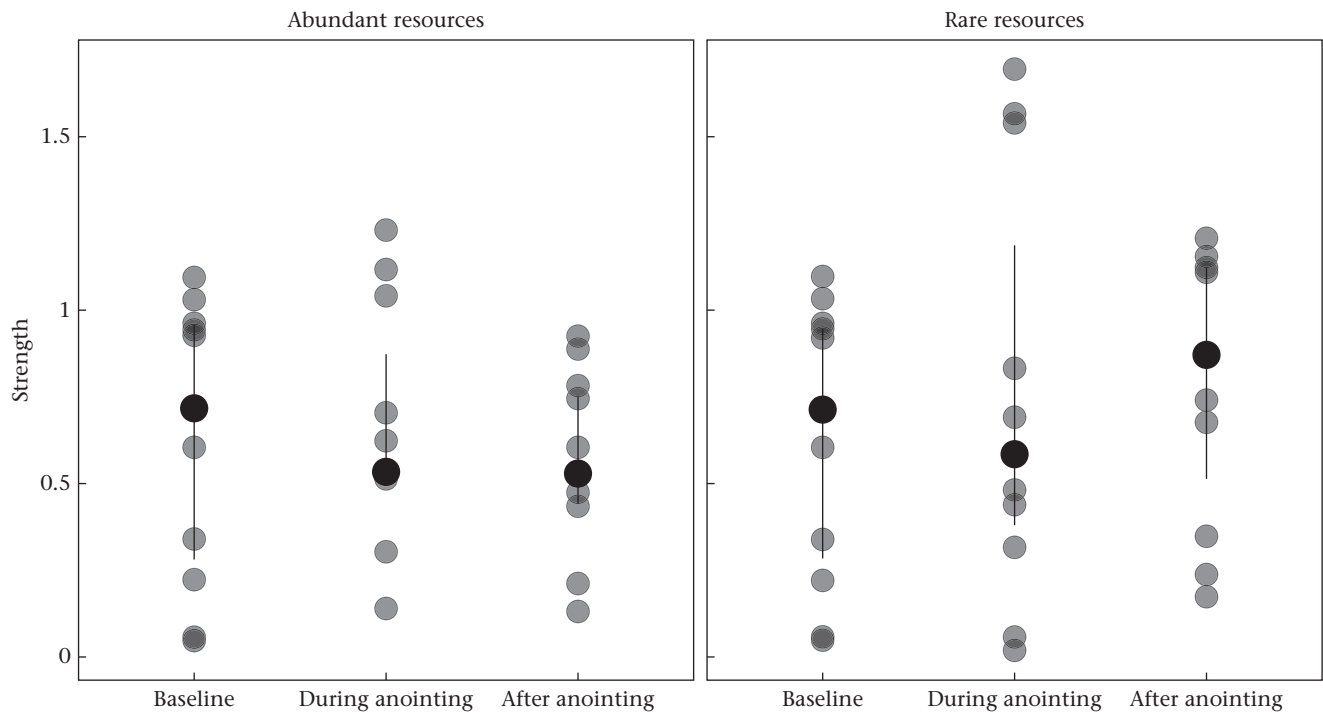 Abundant resources
Rare resources
Strength
1.5
1
0.5
0
Baseline
During anointing
After anointing
Baseline
During anointing
After anointing